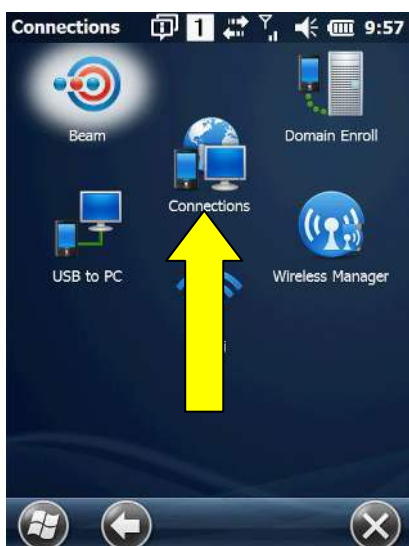 Connections 1 9:57
Beam
Domain Enroll
Connections
USB to PC
Wireless Manager